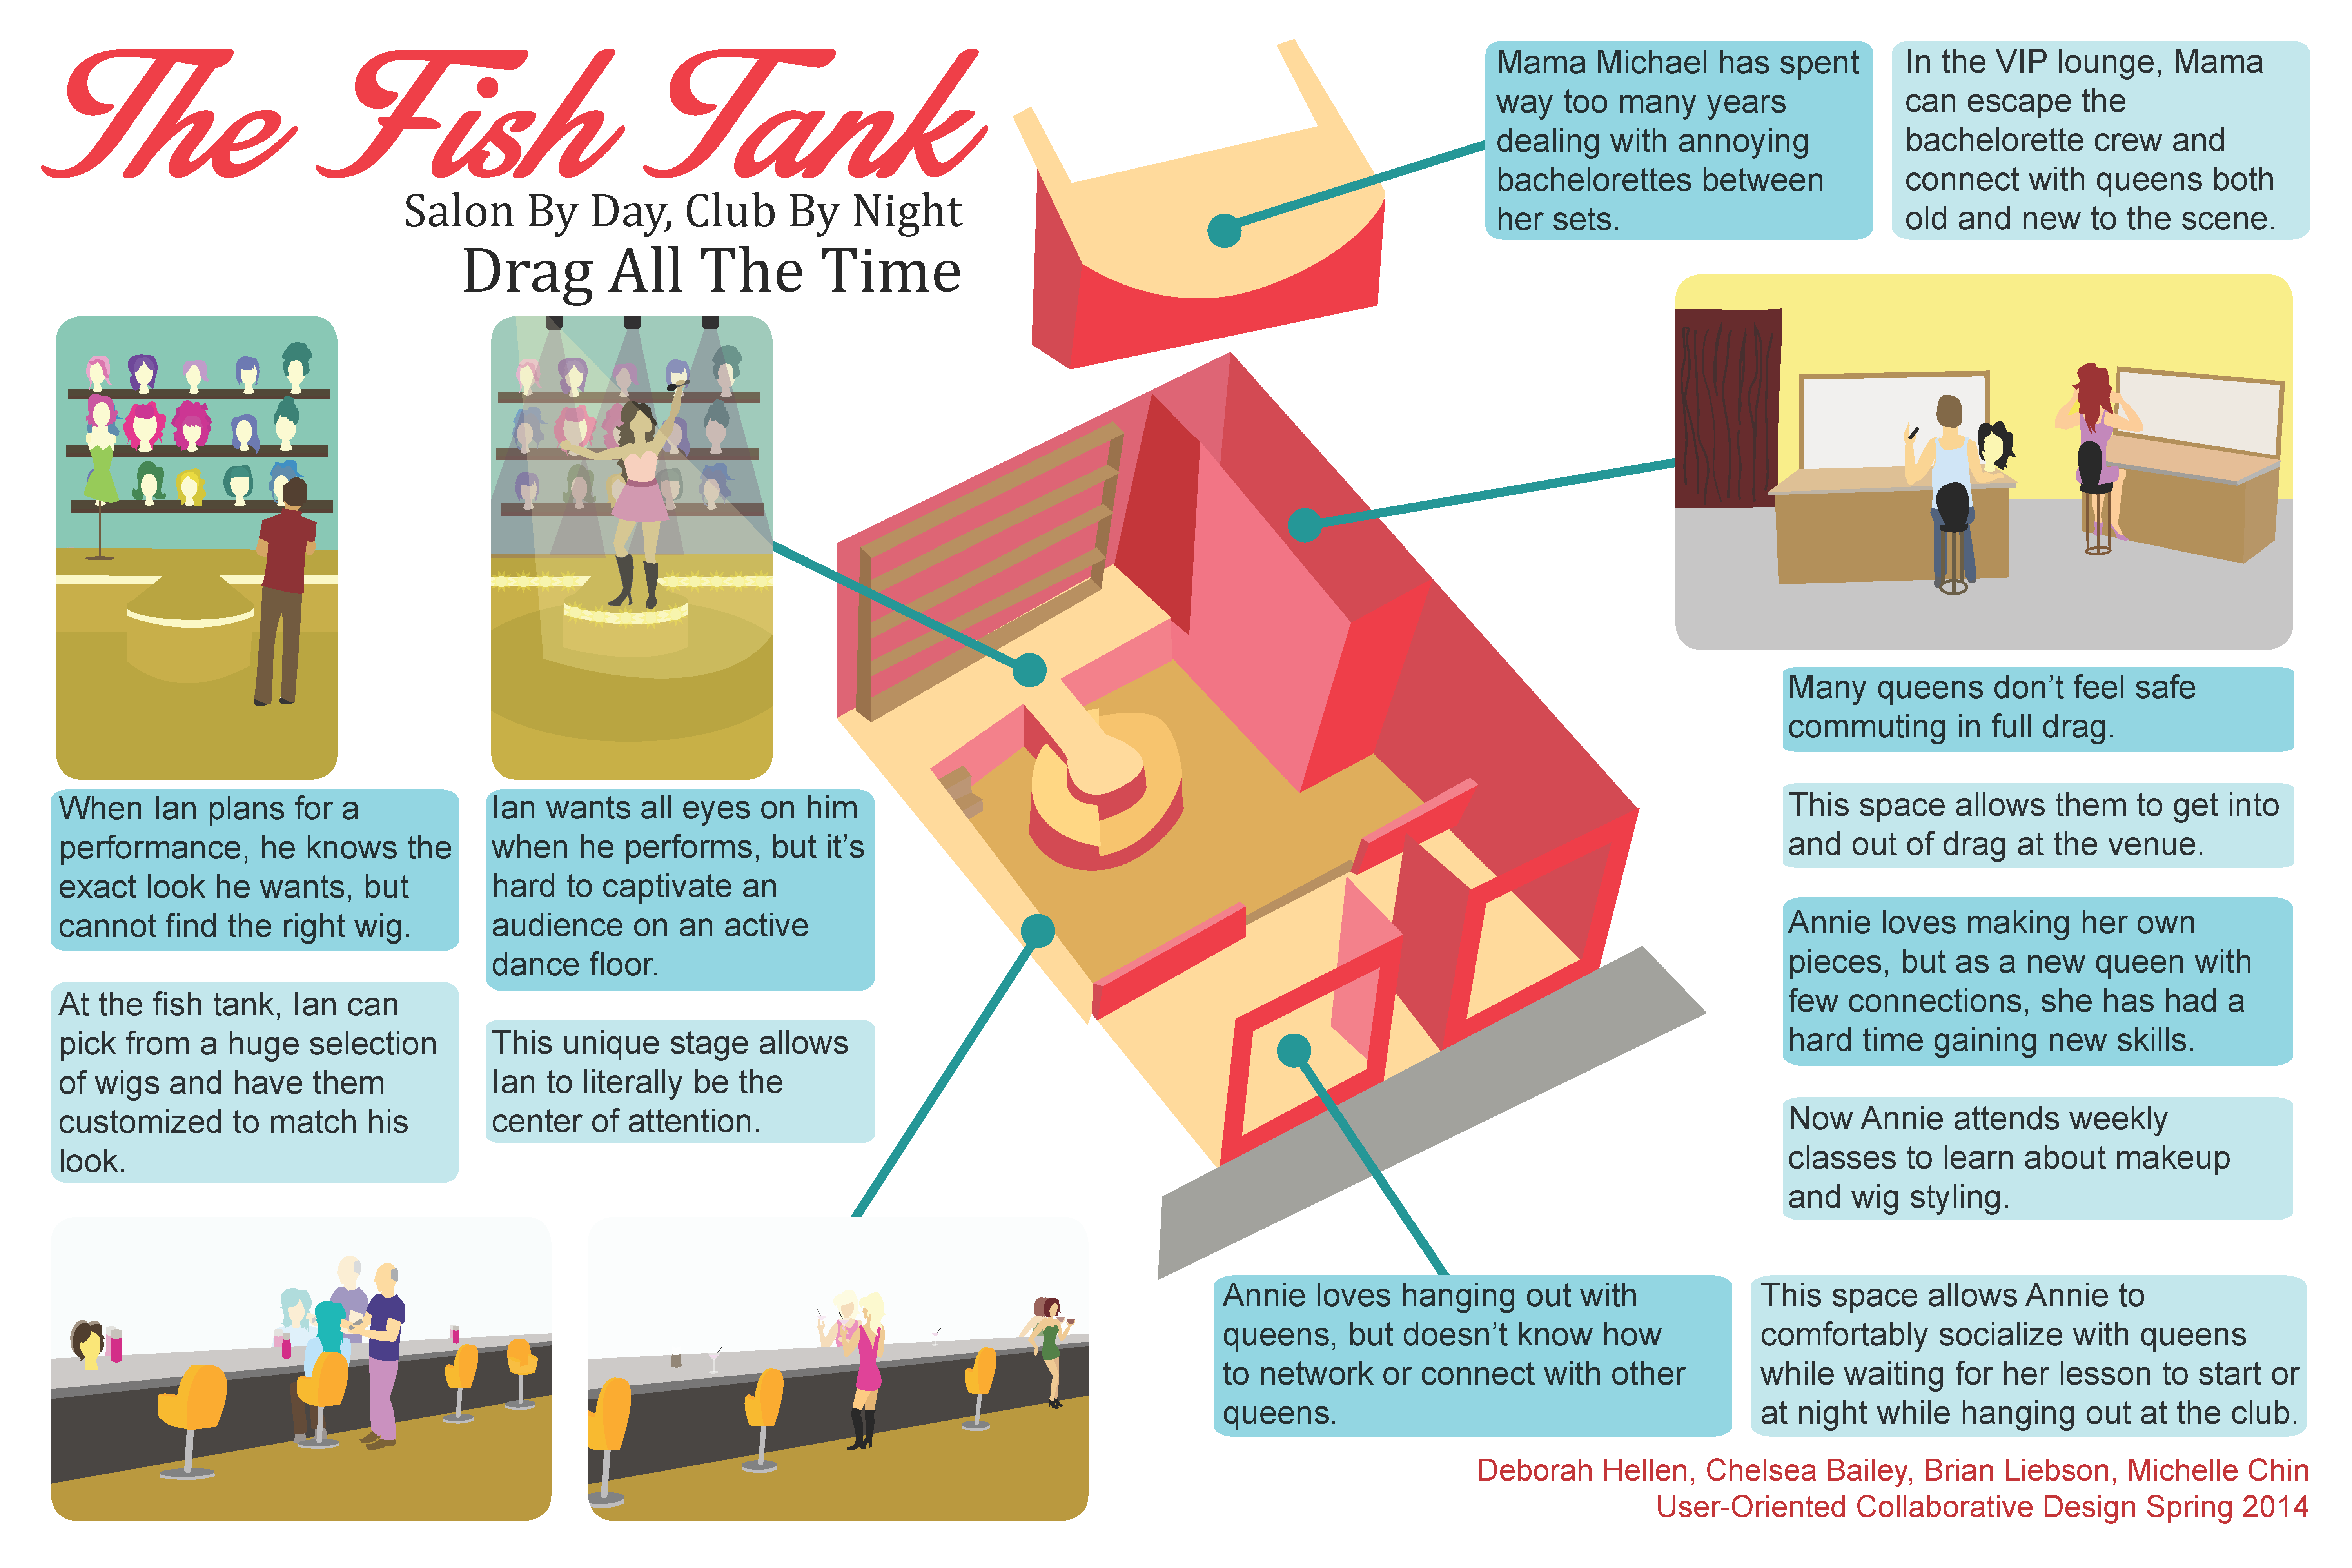 The Fish Tank
Salon By Day, Club By Night
Drag All The Time
Mama Michael has spent
way too many years
dealing with annoying
bachelorettes between
her sets.
In the VIP lounge, Mama
can escape the
bachelorette crew and
connect with queens both
old and new to the scene.
When Ian plans for a
performance, he knows the
exact look he wants, but
cannot find the right wig.
At the fish tank, Ian can
pick from a huge selection
of wigs and have them
customized to match his
look.
Ian wants all eyes on him
when he performs, but it's
hard to captivate an
audience on an active
dance floor.
This unique stage allows
Ian to literally be the
center of attention.
Many queens don't feel safe
commuting in full drag.
This space allows them to get into
and out of drag at the venue.
Annie loves making her own
pieces, but as a new queen with
few connections, she has had a
hard time gaining new skills.
Now Annie attends weekly
classes to learn about makeup
and wig styling.
Annie loves hanging out with
queens, but doesn't know how
to network or connect with other
queens.
This space allows Annie to
comfortably socialize with queens
while waiting for her lesson to start or
at night while hanging out at the club.
Deborah Hellen, Chelsea Bailey, Brian Liebson, Michelle Chin
User-Oriented Collaborative Design Spring 2014